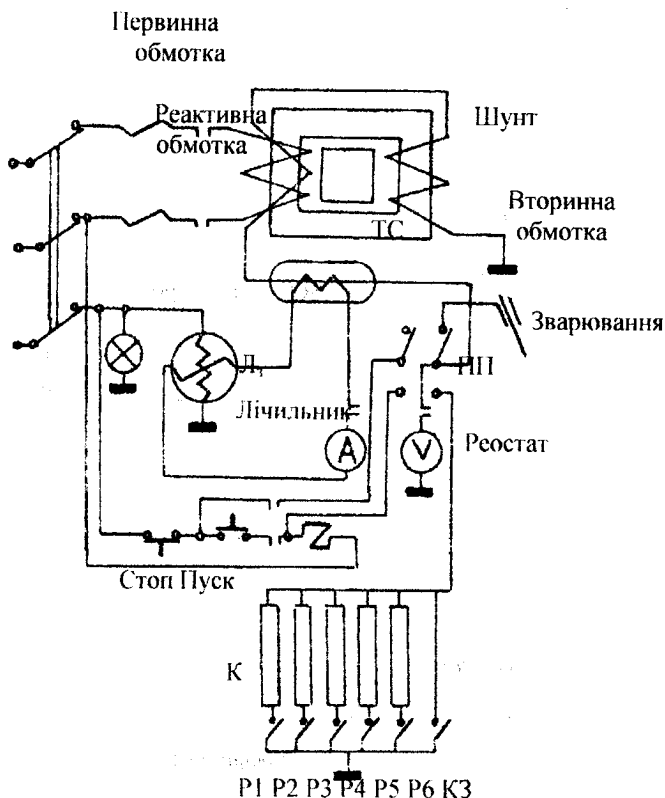 Первинна
обмотка
Реактивна
обмотка
Шунт
Вторинна
обмотка
ТС
Зварювання
ПП
Лічильник
А
V
Реостат
Стоп Пуск
К
Р1 Р2 Р3 Р4 Р5 Р6 КЗ